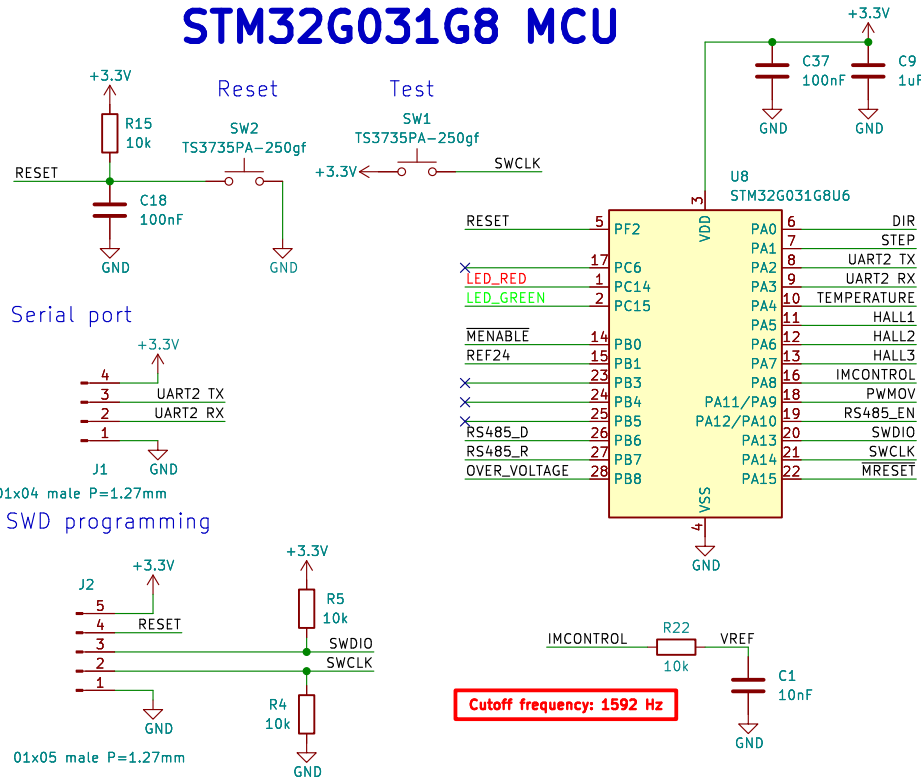 STM32G031G8 MCU
+3.3V
R15
10k
RESET
C18
100nF
GND
Reset
SW2
TS3735PA-250gf
GND
Test
SW1
TS3735PA-250gf
+3.3V
SWCLK
+3.3V
C37
100nF
GND
C9
1uF
GND
U8
STM32G031G8U6
3
VDD
RESET 5 PF2
17 PC6
LED_RED 1 PC14
LED_GREEN 2 PC15
MENABLE 14 PB0
REF24 15 PB1
23 PB3
24 PB4
25 PB5
RS485_D 26 PB6
RS485_R 27 PB7
OVER_VOLTAGE 28 PB8
PA0 6 DIR
PA1 7 STEP
PA2 8 UART2 TX
PA3 9 UART2 RX
PA4 10 TEMPERATURE
PA5 11 HALL1
PA6 12 HALL2
PA7 13 HALL3
PA8 16 IMCONTROL
PA11/PA9 18 PWMOV
PA12/PA10 19 RS485_EN
PA13 20 SWDIO
PA14 21 SWCLK
PA15 22 MRESET
VSS
4
GND
Serial port
+3.3V
4
3 UART2 TX
2 UART2 RX
1
GND
J1
01x04 male P=1.27mm
SWD programming
J2
+3.3V
5
4 RESET
3 SWDIO
2 SWCLK
1
GND
+3.3V
R5
10k
R4
10k
GND
01x05 male P=1.27mm
IMCONTROL
R22
10k
VREF
C1
10nF
GND
Cutoff frequency: 1592 Hz